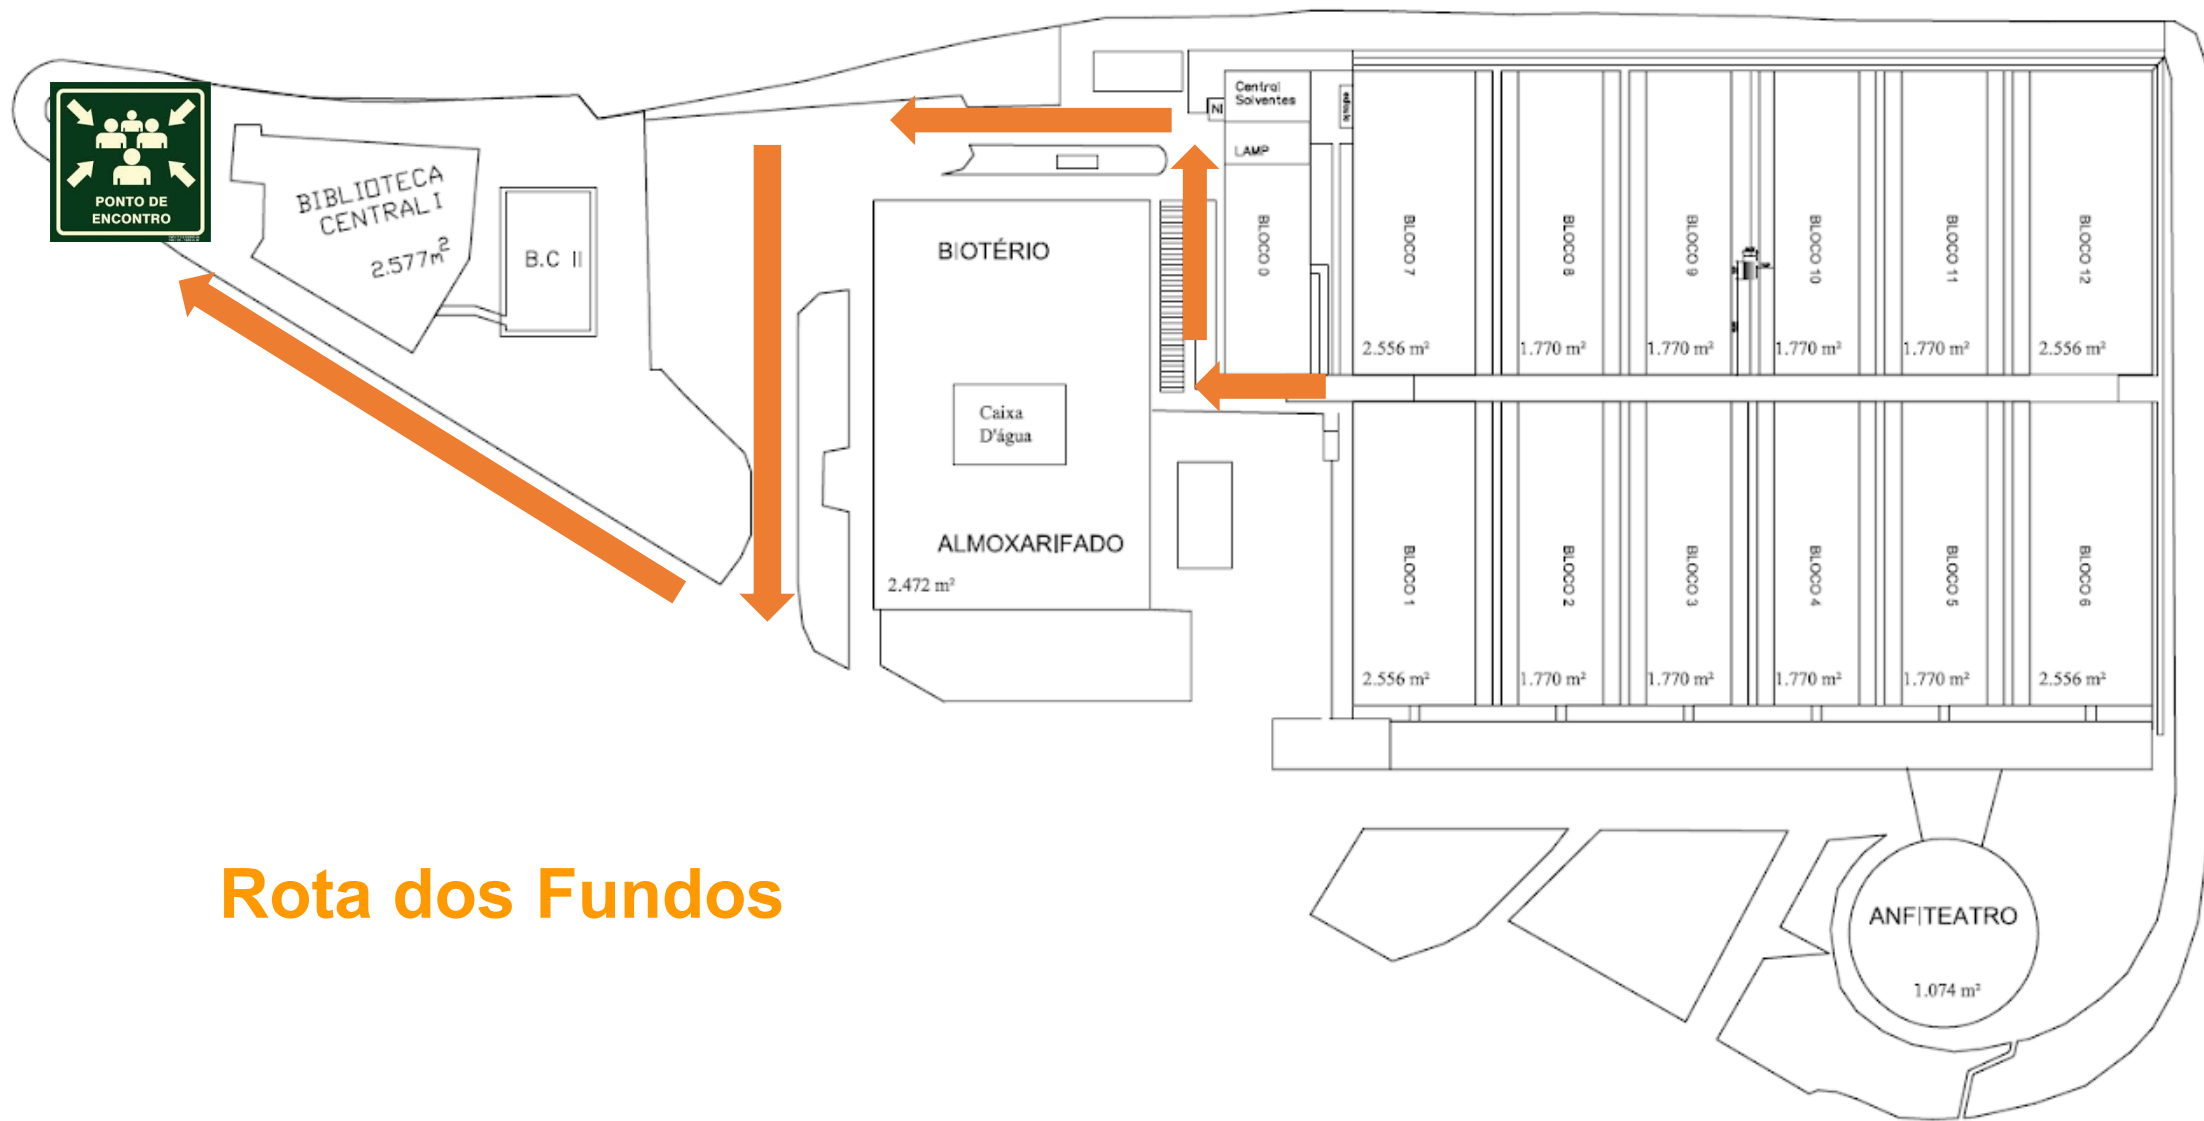 PONTO DE
ENCONTRO
BIBLIOTECA
CENTRAL I
2.577m²
B.C II
BIOTÉRIO
Caixa
D'água
ALMOXARIFADO
2.472 m²
Central
Solventes
NI
LAMP
BLOCO 0
BLOCO 7
BLOCO 8
BLOCO 9
BLOCO 10
BLOCO 11
BLOCO 12
2.556 m²
1.770 m²
1.770 m²
1.770 m²
1.770 m²
2.556 m²
BLOCO 1
BLOCO 2
BLOCO 3
BLOCO 4
BLOCO 5
BLOCO 6
2.556 m²
1.770 m²
1.770 m²
1.770 m²
1.770 m²
2.556 m²
Rota dos Fundos
ANFITEATRO
1.074 m²